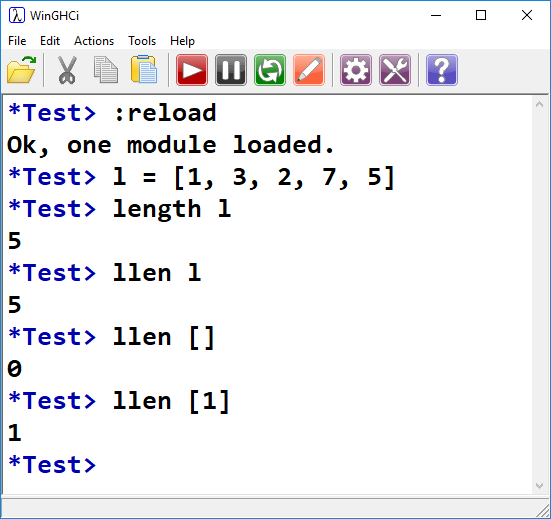 WinGHCi
File Edit Actions Tools Help
*Test> :reload
Ok, one module loaded.
*Test> l = [1, 3, 2, 7, 5]
*Test> length l
5
*Test> llen l
5
*Test> llen []
0
*Test> llen [1]
1
*Test>